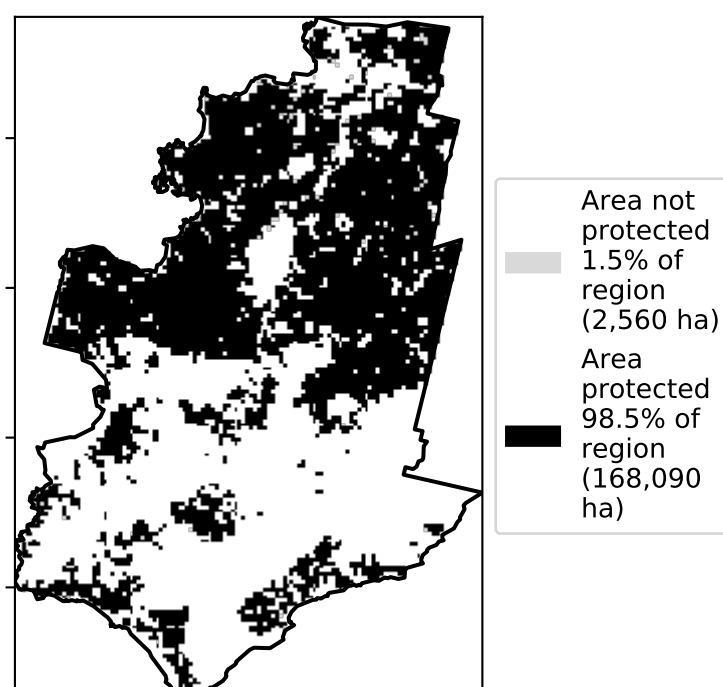 Area not
protected
1.5% of
region
(2,560 ha)
Area
protected
98.5% of
region
(168,090
ha)